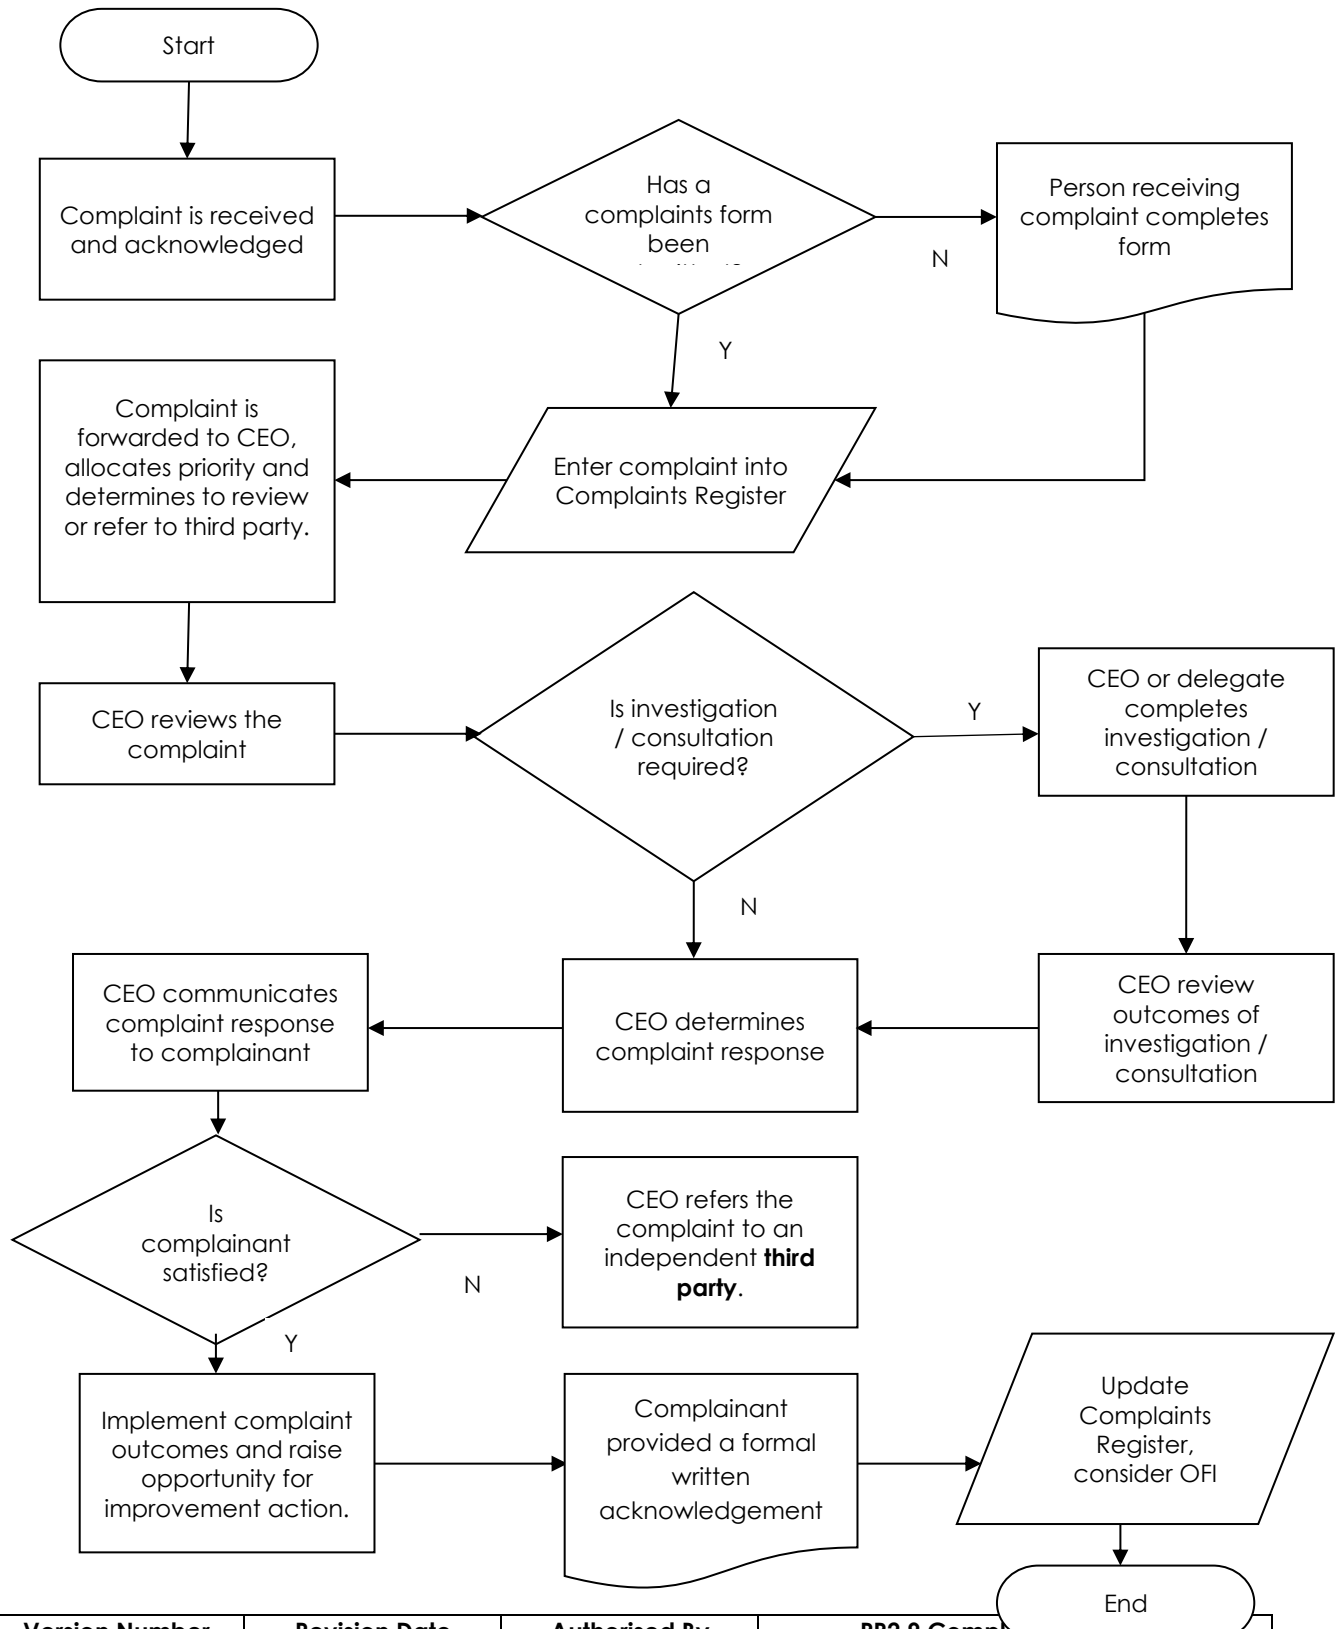 Start
Complaint is received
and acknowledged
Has a
complaints form
been
N
Person receiving
complaint completes
form
Y
Complaint is
forwarded to CEO,
allocates priority and
determines to review
or refer to third party.
Enter complaint into
Complaints Register
CEO reviews the
complaint
Is investigation
/ consultation
required?
Y
CEO or delegate
completes
investigation /
consultation
N
CEO communicates
complaint response
to complainant
CEO determines
complaint response
CEO review
outcomes of
investigation /
consultation
Is
complainant
satisfied?
N
CEO refers the
complaint to an
independent third
party.
Y
Implement complaint
outcomes and raise
opportunity for
improvement action.
Complainant
provided a formal
written
acknowledgement
Update
Complaints
Register,
consider OFI
End
Version Number
Revision Date
Authorised By